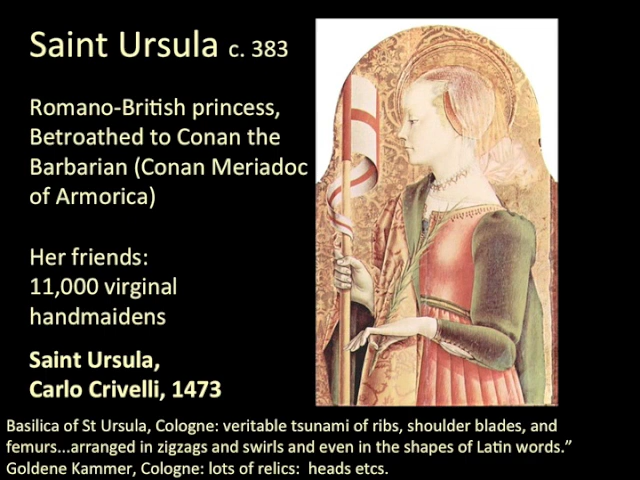 Saint Ursula c. 383
Romano-British princess,
Betroathed to Conan the
Barbarian (Conan Meriadoc
of Armorica)
Her friends:
11,000 virginal
handmaidens
Saint Ursula,
Carlo Crivelli, 1473
Basilica of St Ursula, Cologne: veritable tsunami of ribs, shoulder blades, and
femurs...arranged in zigzags and swirls and even in the shapes of Latin words.”
Goldene Kammer, Cologne: lots of relics:  heads etcs.